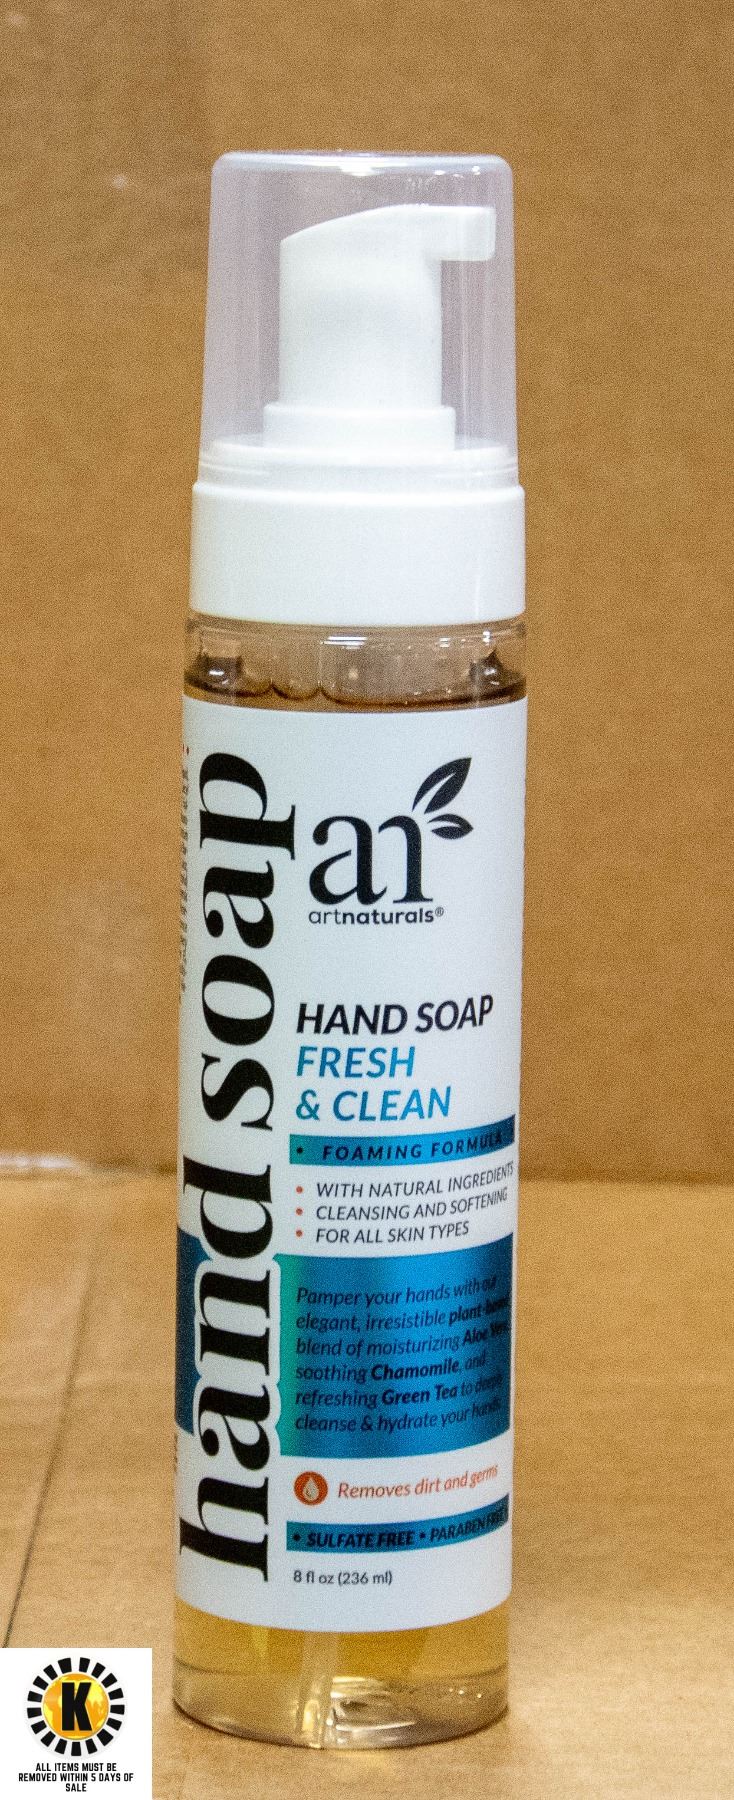 hand soap
ar
artnaturals®
HAND SOAP
FRESH
& CLEAN
• FOAMING FORMULA
• WITH NATURAL INGREDIENTS
• CLEANSING AND SOFTENING
• FOR ALL SKIN TYPES
Pamper your hands with our
elegant, irresistible
blend of moisturizing Aloe
soothing Chamomile, and
refreshing Green Tea to deeply
cleanse & hydrate your hands
Removes dirt and germs
• SULFATE FREE • PARABEN FREE
8 fl oz (236 ml)
K
ALL ITEMS MUST BE
REMOVED WITHIN 5 DAYS OF
SALE